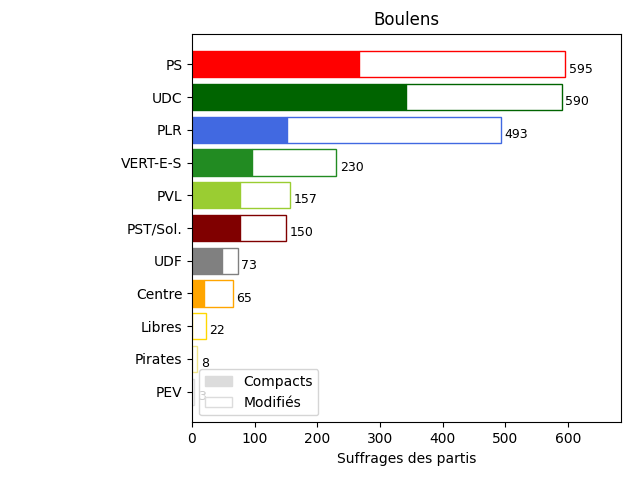 Boulens
PS 595
UDC 590
PLR 493
VERT-E-S 230
PVL 157
PST/Sol. 150
UDF 73
Centre 65
Libres 22
Pirates 8
PEV 3
Compacts
Modifiés
0 100 200 300 400 500 600
Suffrages des partis